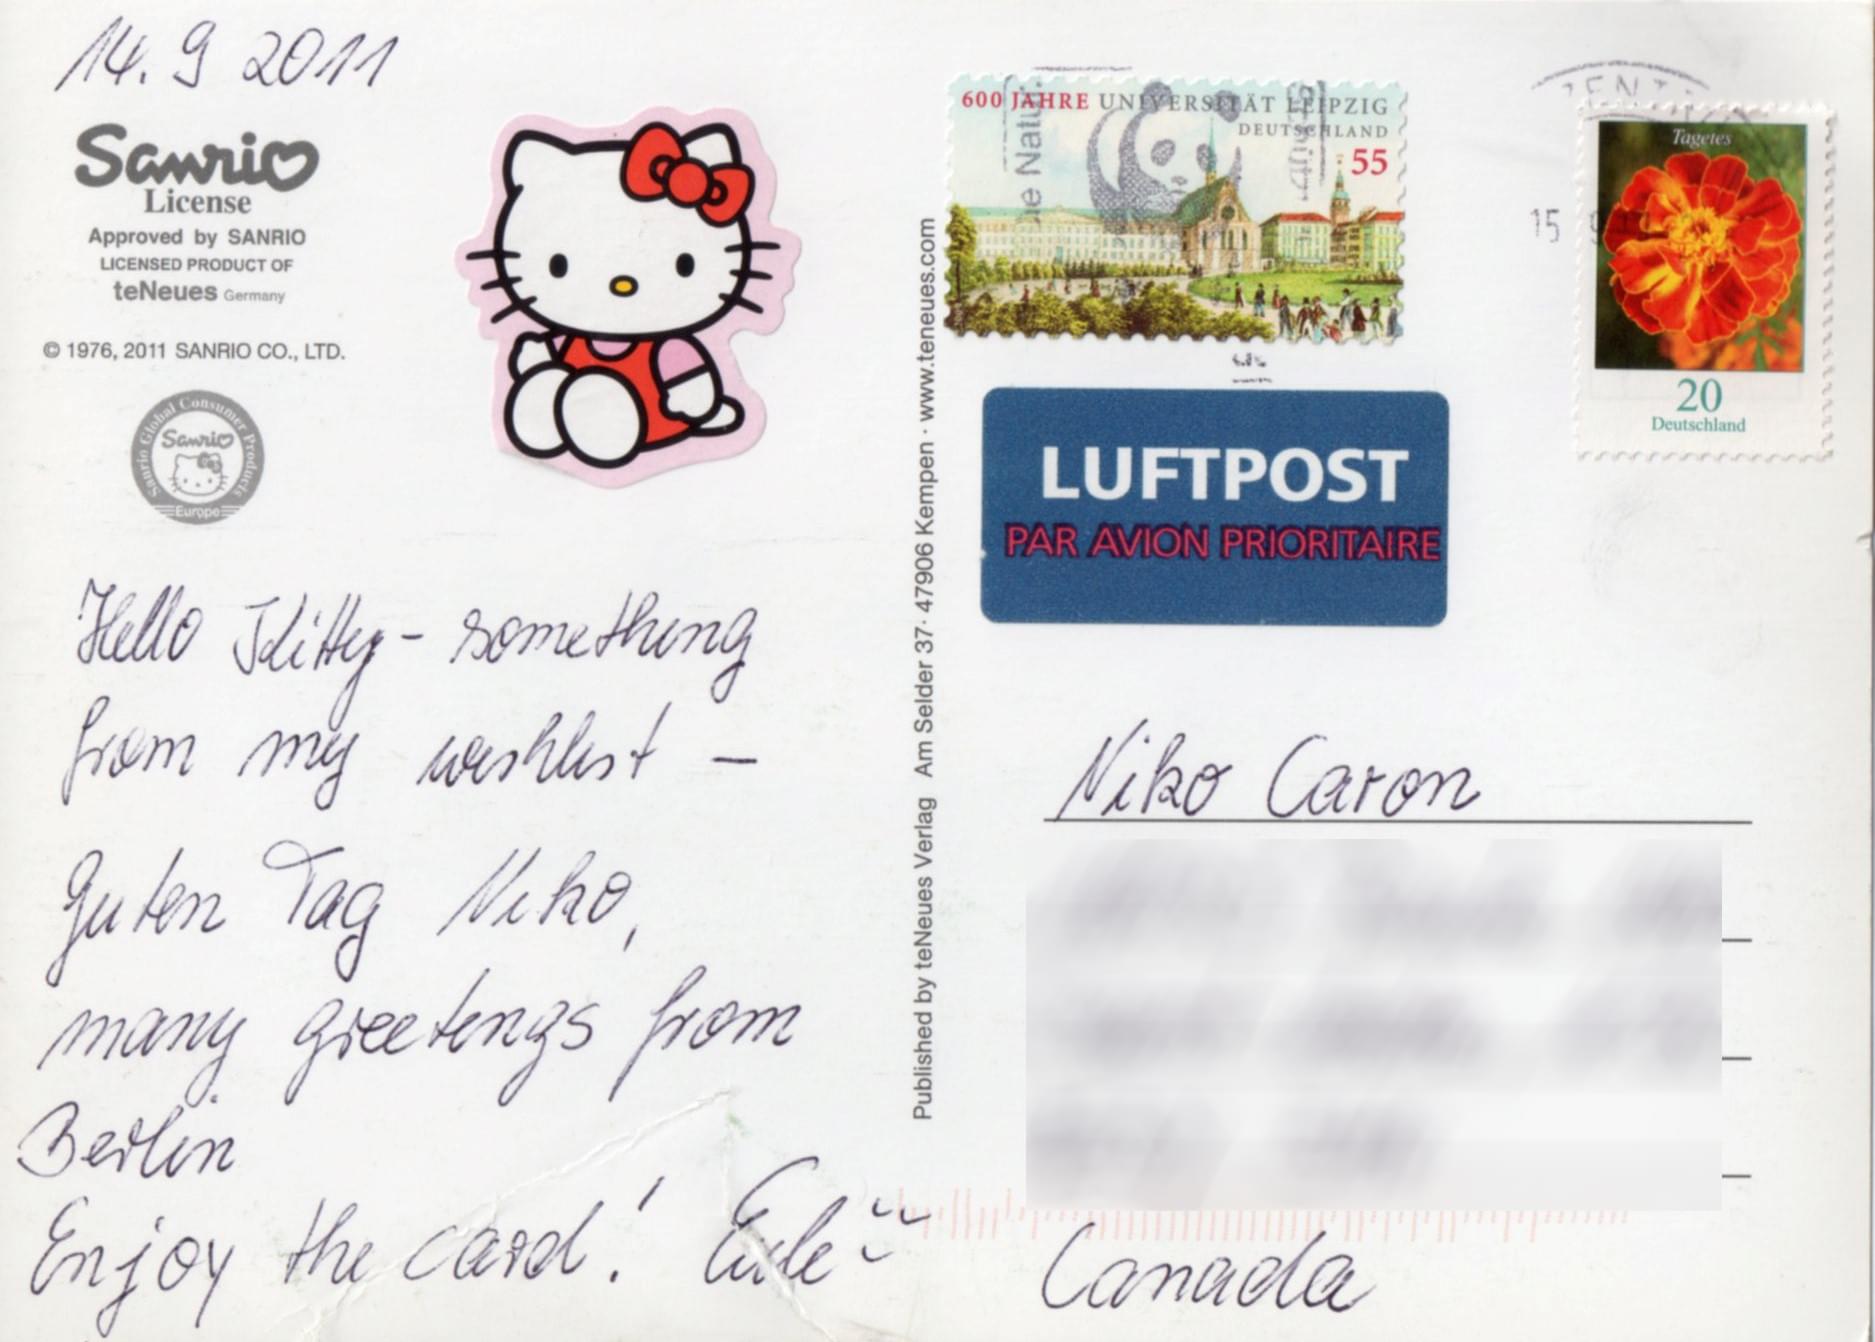 14. 9 2011
Sanrio
License
Approved by SANRIO
LICENSED PRODUCT OF
teNeues Germany
© 1976, 2011 SANRIO CO., LTD.
Sanrio Global Consumer Products
Sanrio
Europe
Hello Kitty - something
from my wishlist -
Guten Tag Niko,
many greetings from
Berlin
Enjoy the card! Eule
Published by teNeues Verlag Am Selder 37 · 47906 Kempen · www.teneues.com
600 JAHRE UNIVERSITÄT LEIPZIG
DEUTSCHLAND
55
Tagetes
20
Deutschland
15
LUFTPOST
PAR AVION PRIORITAIRE
Niko Caron
Canada